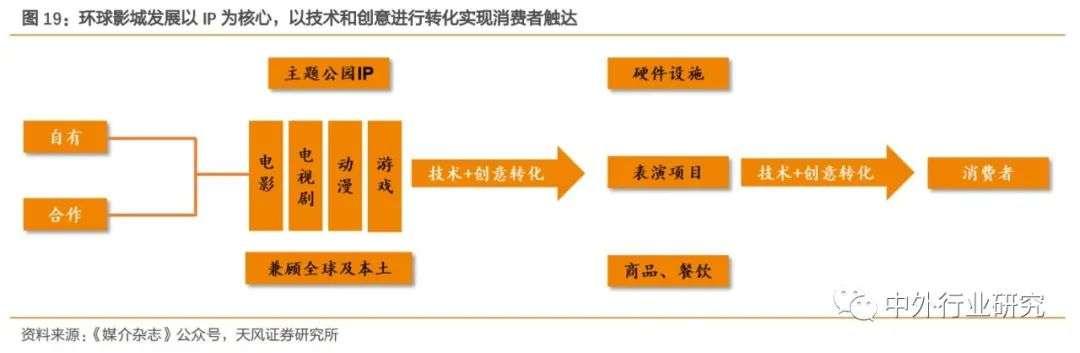 图 19：环球影城发展以 IP 为核心，以技术和创意进行转化实现消费者触达
主题公园IP
硬件设施
自有
合作
电影
电视剧
动漫
游戏
技术+创意转化
表演项目
技术+创意转化
消费者
兼顾全球及本土
商品、餐饮
中外行业研究
资料来源：《媒介杂志》公众号，天风证券研究所